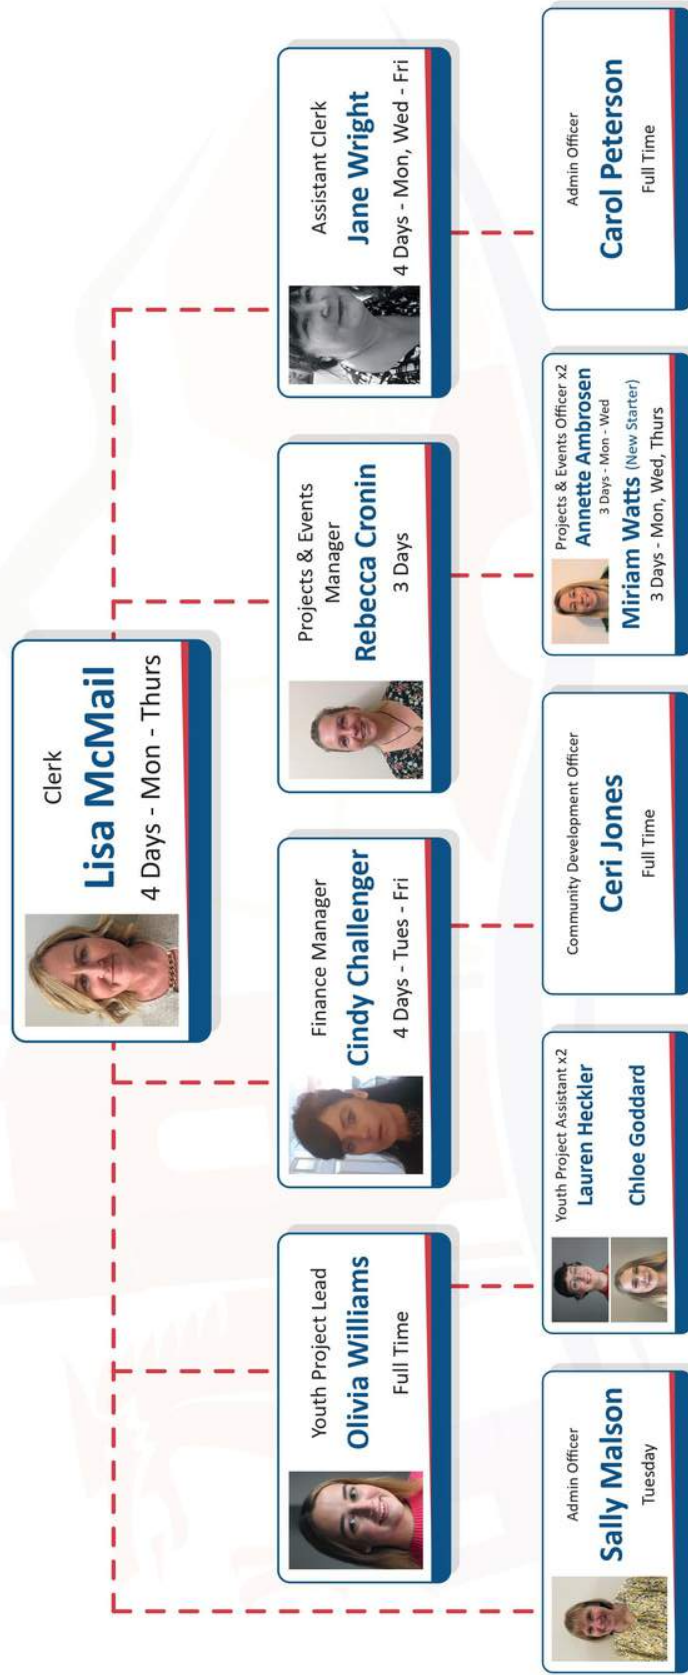 Clerk
Lisa McMail
4 Days - Mon - Thurs
Youth Project Lead
Olivia Williams
Full Time
Finance Manager
Cindy Challenger
4 Days - Tues - Fri
Projects & Events
Manager
Rebecca Cronin
3 Days
Assistant Clerk
Jane Wright
4 Days - Mon, Wed - Fri
Admin Officer
Sally Malson
Tuesday
Youth Project Assistant x2
Lauren Heckler
Chloe Goddard
Community Development Officer
Ceri Jones
Full Time
Projects & Events Officer x2
Annette Ambrosen
3 Days - Mon - Wed
Miriam Watts (New Starter)
3 Days - Mon, Wed, Thurs
Admin Officer
Carol Peterson
Full Time